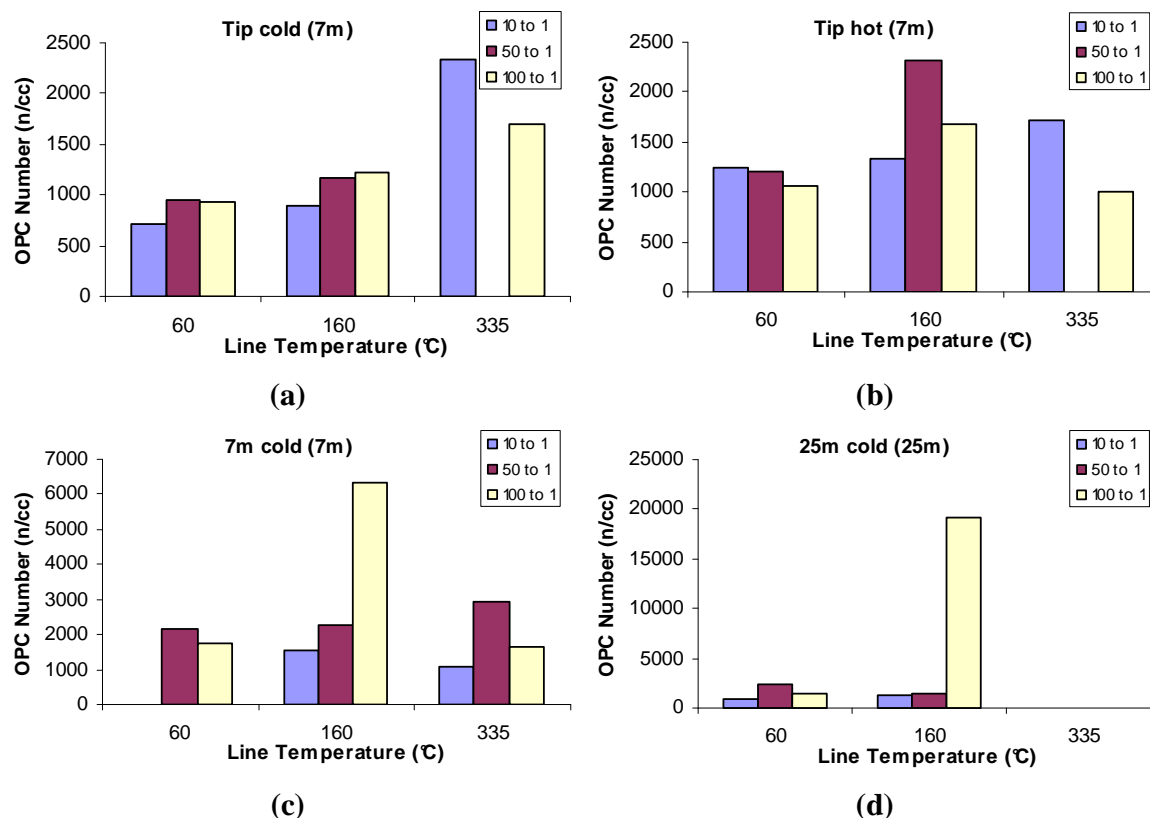 Tip cold (7m)
10 to 1
50 to 1
100 to 1
OPC Number (n/cc)
2500
2000
1500
1000
500
0
60 160 335
Line Temperature (℃)
(a)
Tip hot (7m)
10 to 1
50 to 1
100 to 1
OPC Number (n/cc)
2500
2000
1500
1000
500
0
60 160 335
Line Temperature (℃)
(b)
7m cold (7m)
10 to 1
50 to 1
100 to 1
OPC Number (n/cc)
7000
6000
5000
4000
3000
2000
1000
0
60 160 335
Line Temperature (℃)
(c)
25m cold (25m)
10 to 1
50 to 1
100 to 1
OPC Number (n/cc)
25000
20000
15000
10000
5000
0
60 160 335
Line Temperature (℃)
(d)